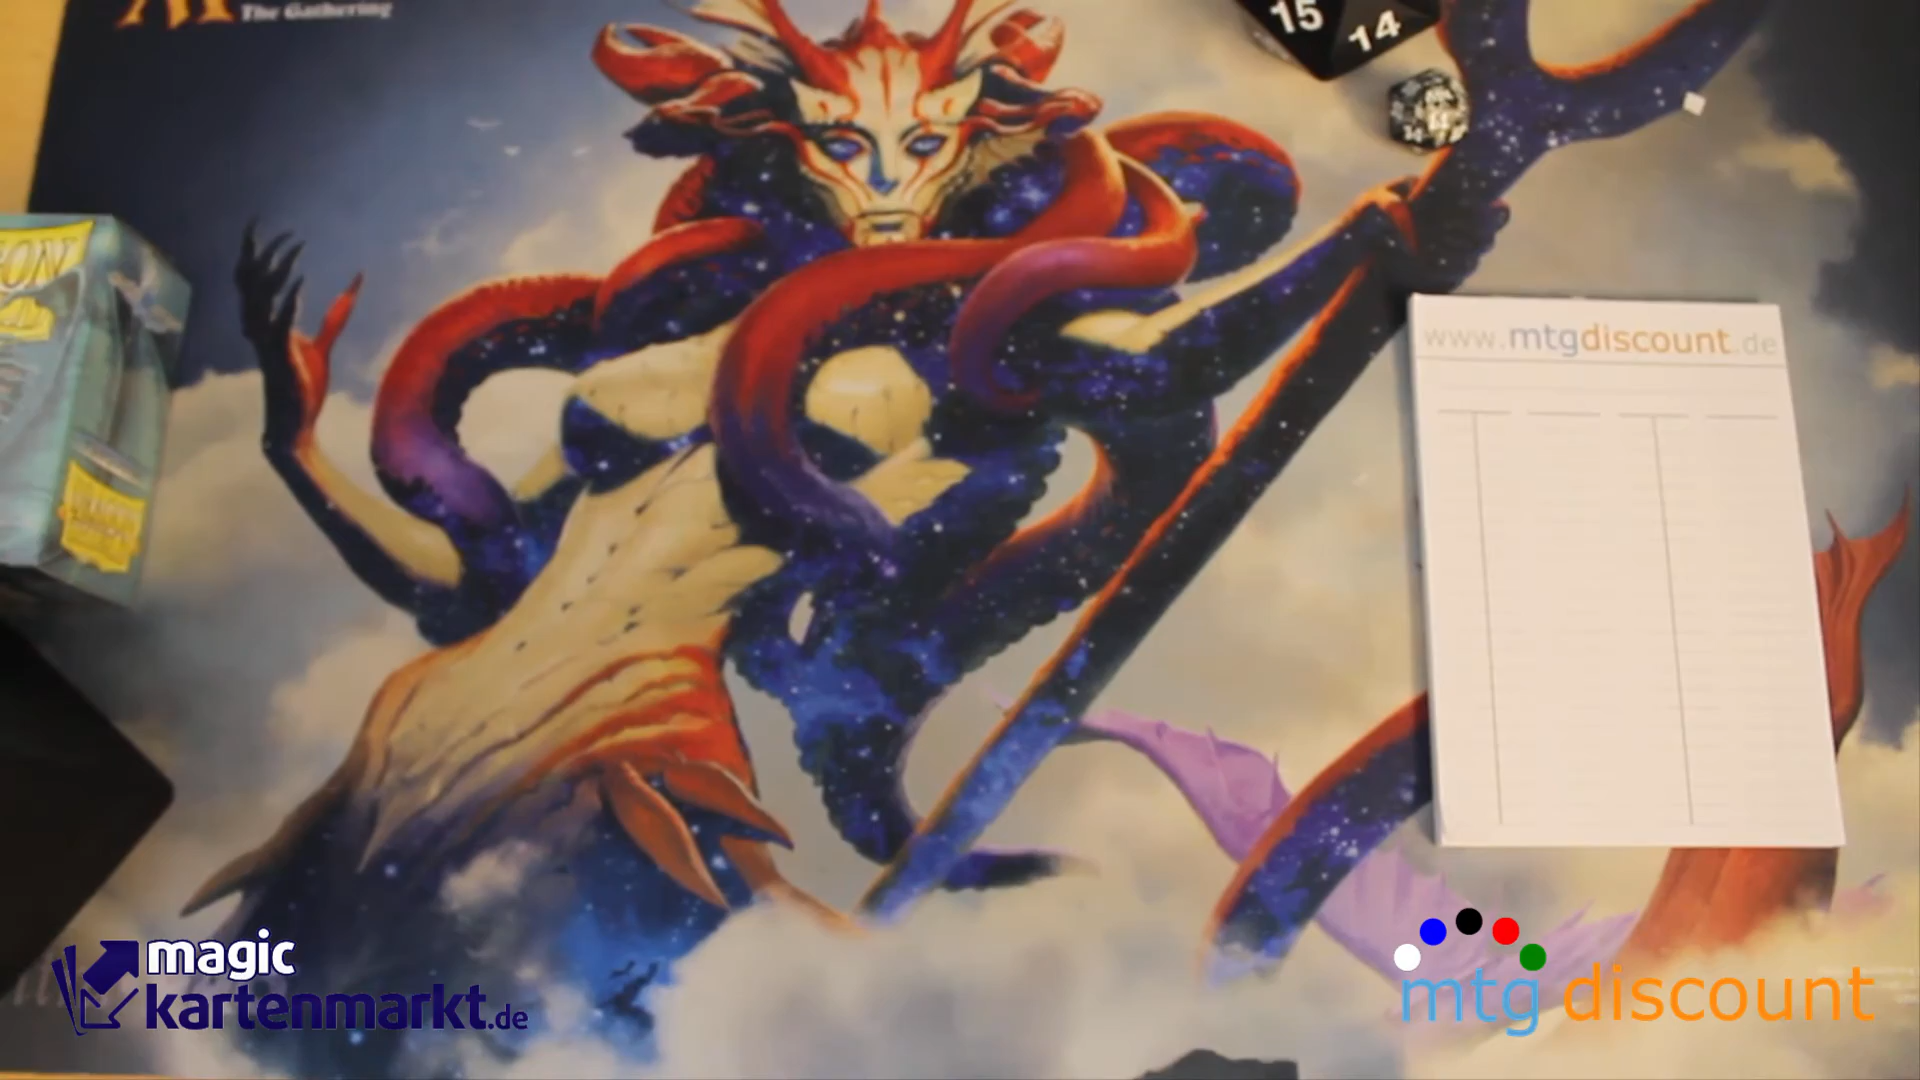 The Gathering
15
14
www.mtgdiscount.de
magic
kartenmarkt.de
mtg discount